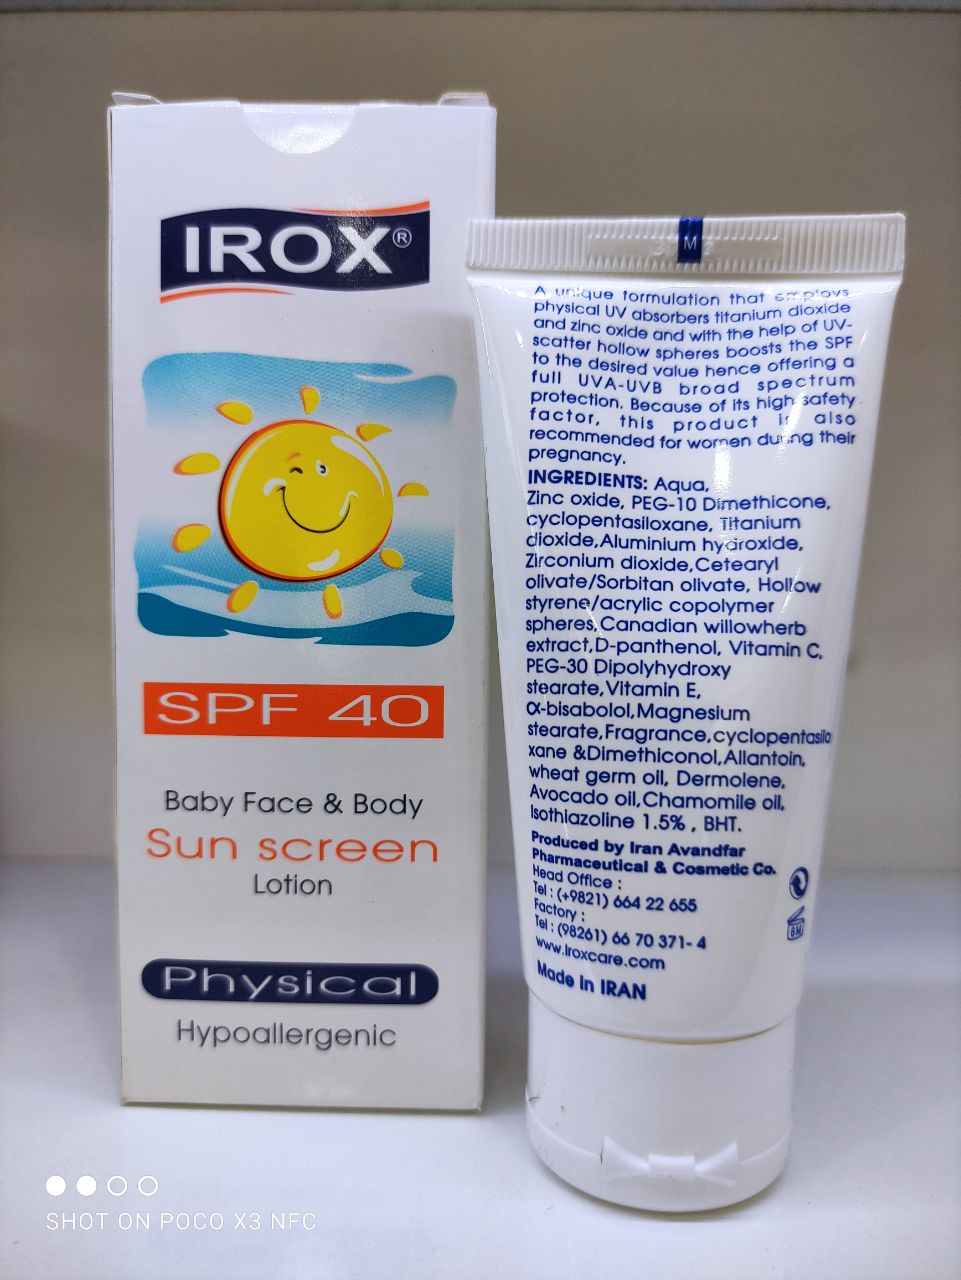 IROX®
SPF 40
Baby Face & Body
Sun screen
Lotion
Physical
Hypoallergenic
M
A unique formulation that employs
physical UV absorbers titanium dioxide
and zinc oxide and with the help of UV-
scatter hollow spheres boosts the SPF
to the desired value hence offering a
full UVA-UVB broad spectrum
protection. Because of its high safety
factor, this product is also
recommended for women during their
pregnancy.
INGREDIENTS: Aqua,
Zinc oxide, PEG-10 Dimethicone,
cyclopentasiloxane, Titanium
dioxide,Aluminium hydroxide,
Zirconium dioxide,Cetearyl
olivate/Sorbitan olivate, Hollow
styrene/acrylic copolymer
spheres,Canadian willowherb
extract,D-panthenol, Vitamin C,
PEG-30 Dipolyhydroxy
stearate,Vitamin E,
α-bisabolol,Magnesium
stearate,Fragrance,cyclopentasilo
xane &Dimethiconol,Allantoin,
wheat germ oil, Dermolene,
Avocado oil,Chamomile oil,
Isothiazoline 1.5% , BHT.
Produced by Iran Avandfar
Pharmaceutical & Cosmetic Co.
Head Office :
Tel : (+9821) 664 22 655
Factory :
Tel : (98261) 66 70 371- 4
www.Iroxcare.com
Made In IRAN
6M
SHOT ON POCO X3 NFC